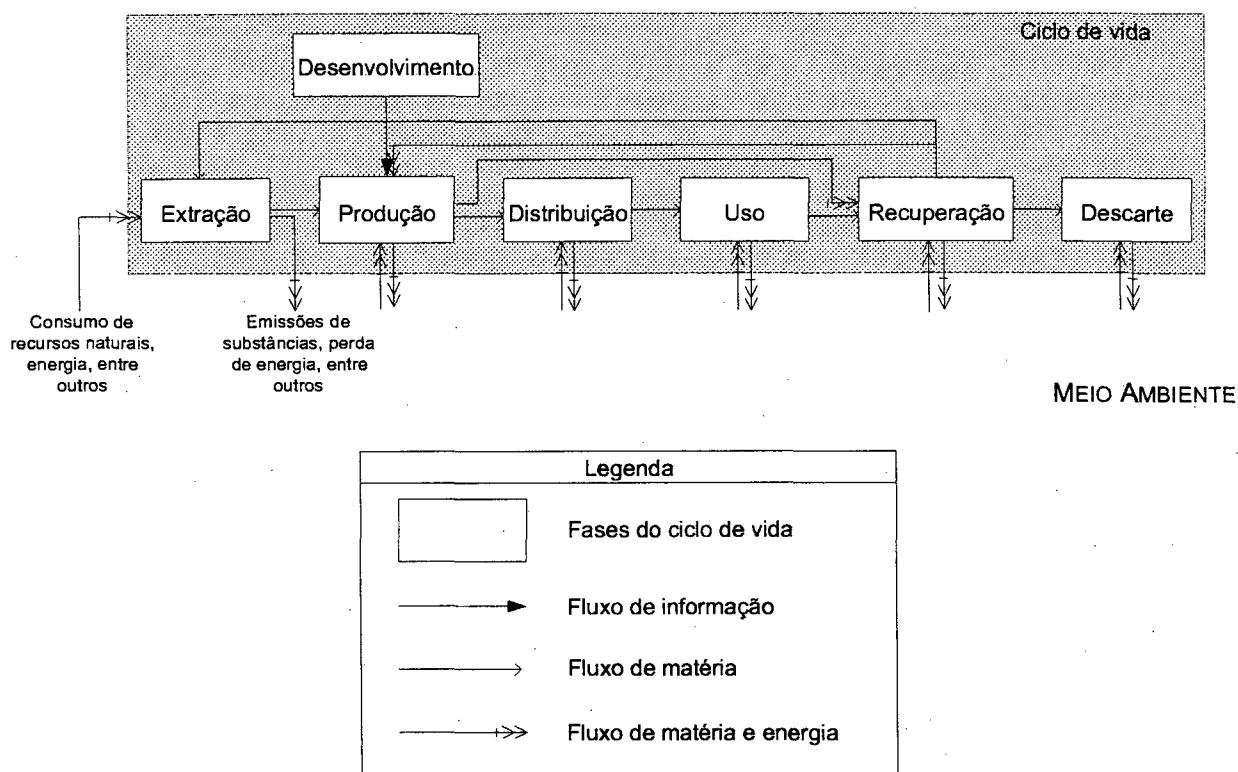 Ciclo de vida
Desenvolvimento
Extração
Produção
Distribuição
Uso
Recuperação
Descarte
Consumo de
recursos naturais,
energia, entre
outros
Emissões de
substâncias, perda
de energia, entre
outros
MEIO AMBIENTE
Legenda
Fases do ciclo de vida
Fluxo de informação
Fluxo de matéria
Fluxo de matéria e energia